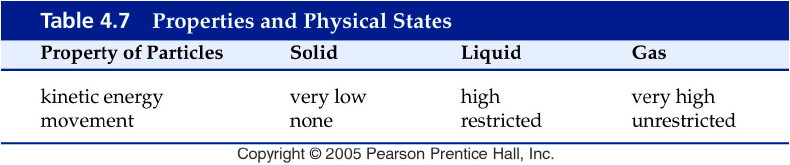 Table 4.7 Properties and Physical States
Property of Particles Solid Liquid Gas
kinetic energy very low high very high
movement none restricted unrestricted
Copyright © 2005 Pearson Prentice Hall, Inc.